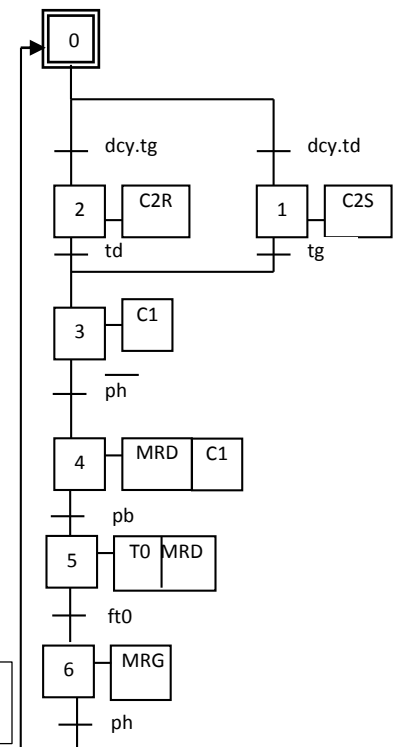 0
dcy.tg dcy.td
2 C2R 1 C2S
td tg
3 C1
ph
4 MRD C1
pb
5 T0 MRD
ft0
6 MRG
ph